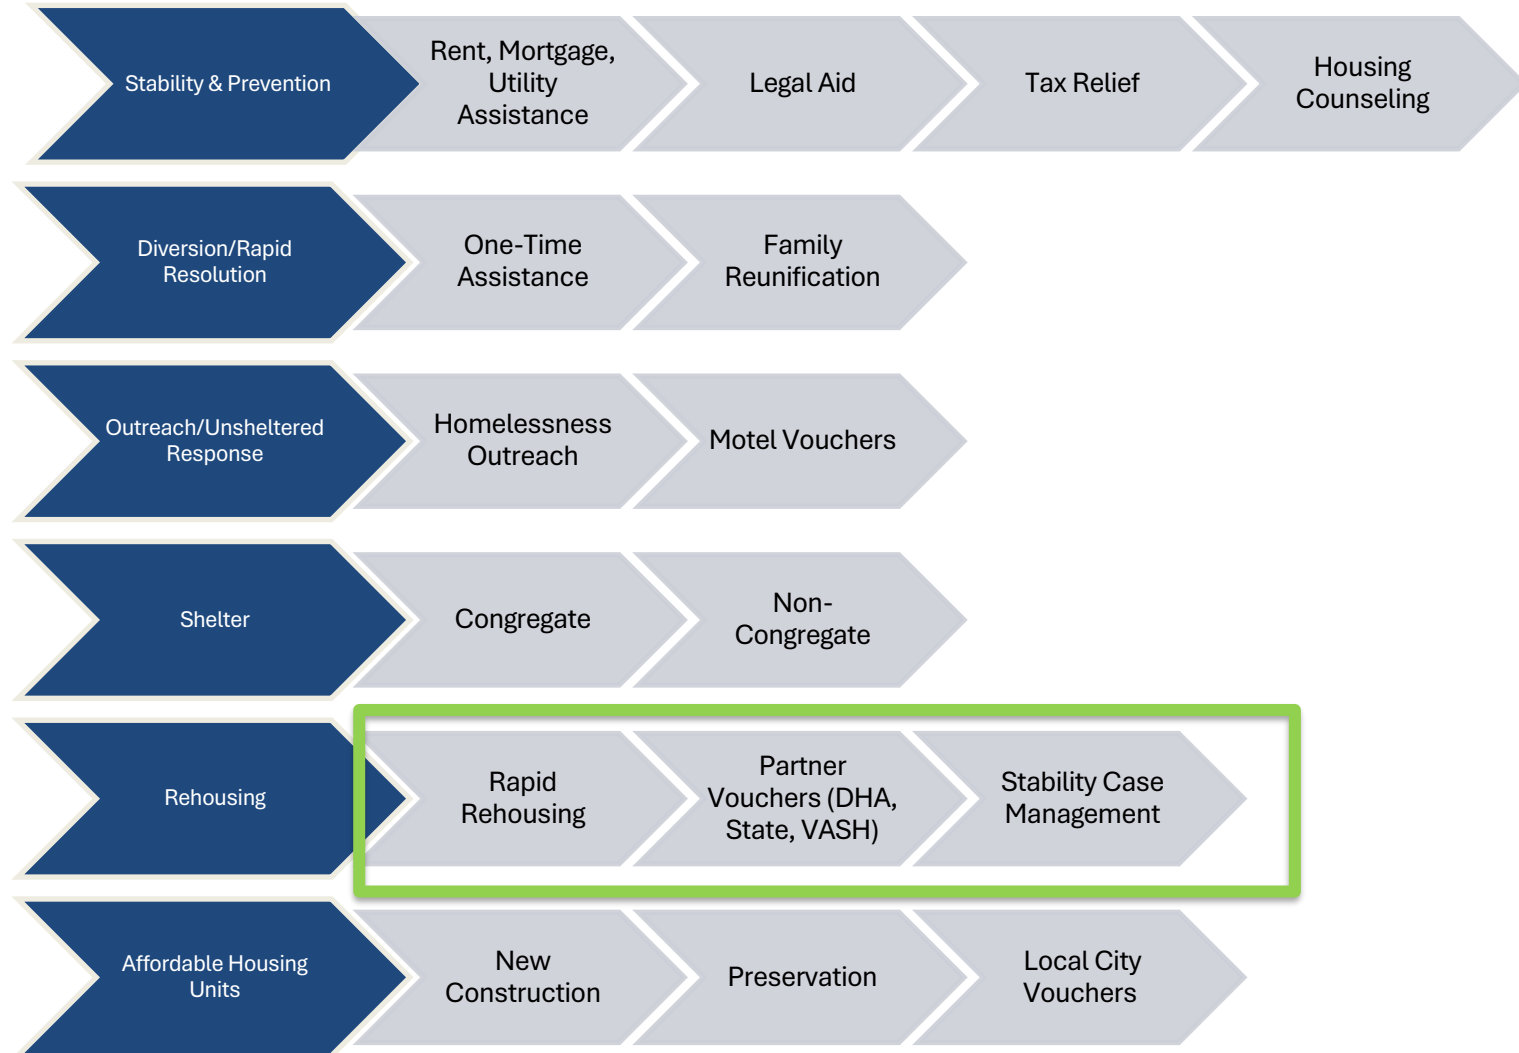 Stability & Prevention
Rent, Mortgage,
Utility
Assistance
Legal Aid
Tax Relief
Housing
Counseling
Diversion/Rapid
Resolution
One-Time
Assistance
Family
Reunification
Outreach/Unsheltered
Response
Homelessness
Outreach
Motel Vouchers
Shelter
Congregate
Non-
Congregate
Rehousing
Rapid
Rehousing
Partner
Vouchers (DHA,
State, VASH)
Stability Case
Management
Affordable Housing
Units
New
Construction
Preservation
Local City
Vouchers